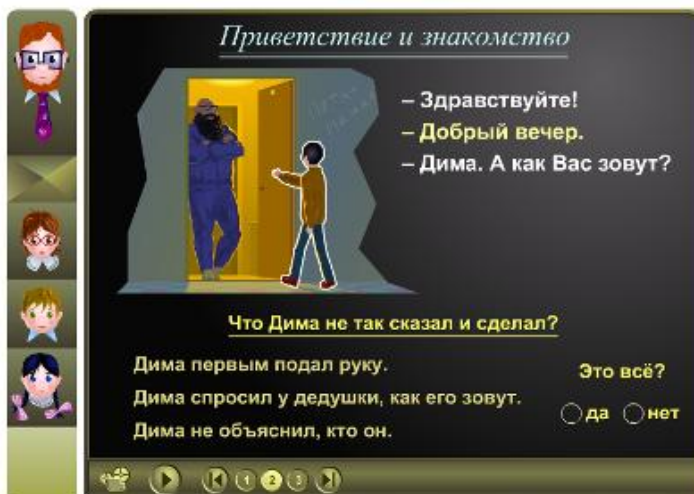 Приветствие и знакомство
– Здравствуйте!
– Добрый вечер.
– Дима. А как Вас зовут?
Что Дима не так сказал и сделал?
Дима первым подал руку.
Дима спросил у дедушки, как его зовут.
Дима не объяснил, кто он.
Это всё?
да нет
1 2 3